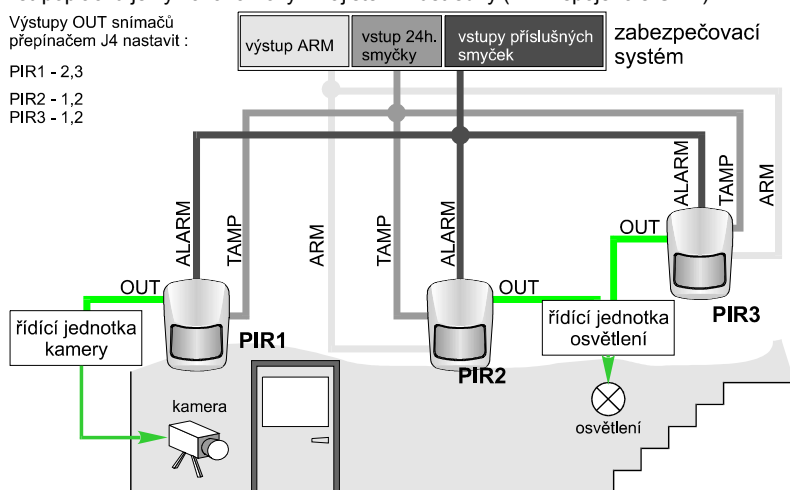 Výstupy OUT snímačů
přepínačem J4 nastavit :
PIR1 - 2,3
PIR2 - 1,2
PIR3 - 1,2
výstup ARM
vstup 24h.
smyčky
vstupy příslušných
smyček
zabezpečovací
systém
ALARM
TAMP
ARM
TAMP
ALARM
ALARM
TAMP
ARM
OUT
OUT
OUT
PIR1
PIR2
PIR3
řídící jednotka
kamery
řídící jednotka
osvětlení
kamera
osvětlení